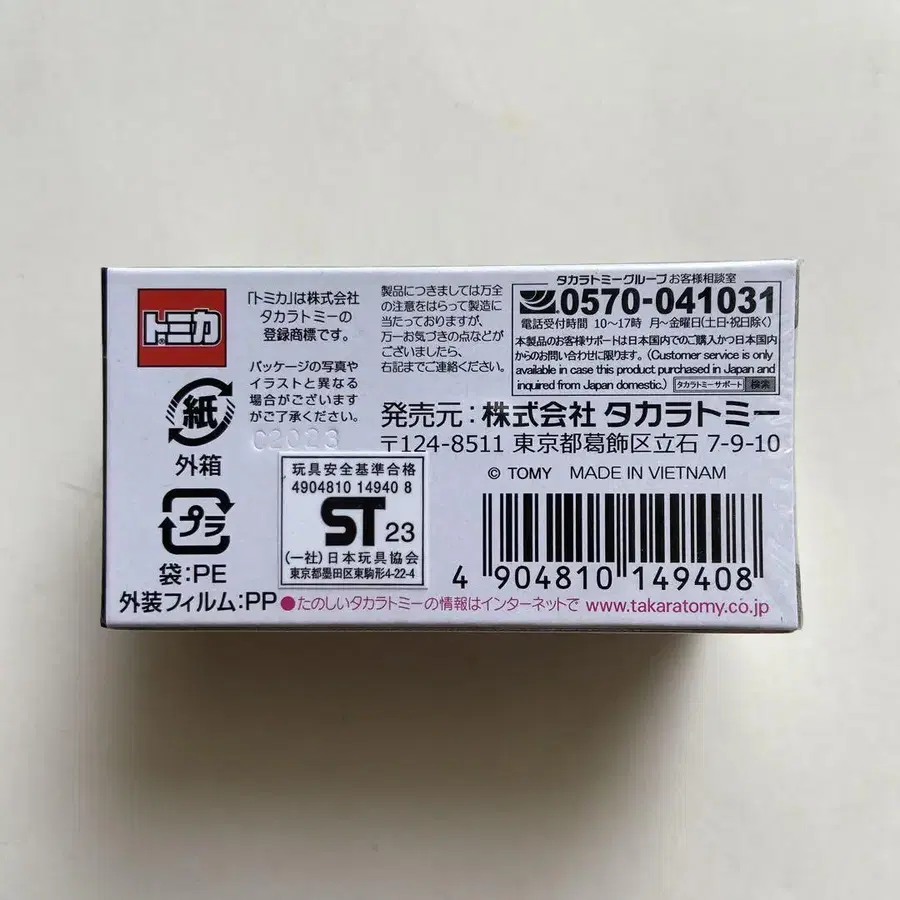 トミカ®
「トミカ」は株式会社
タカラトミーの
登録商標です。
パッケージの写真や
イラストと異なる
場合がございます
がご了承ください。
C2023
製品につきましては万全
の注意をはらって製造に
当たっておりますが、
万一お気づきの点などが
ございましたら、
右記までご連絡ください。
タカラトミーグループ お客様相談室
0570-041031
電話受付時間 10〜17時 月〜金曜日(土日・祝日除く)
本製品のお客様サポートは日本国内でのご購入かつ日本国内
からのお問い合わせに限ります。(Customer service is only
available in case this product purchased in Japan and
inquired from Japan domestic.) タカラトミーサポート 検索
発売元：株式会社 タカラトミー
〒124-8511 東京都葛飾区立石 7-9-10
© TOMY MADE IN VIETNAM
紙
外箱
プラ
袋:PE
外装フィルム:PP
玩具安全基準合格
4904810 14940 8
ST 23
(一社)日本玩具協会
東京都墨田区東駒形4-22-4
4 904810 149408
●たのしいタカラトミーの情報はインターネットで www.takaratomy.co.jp